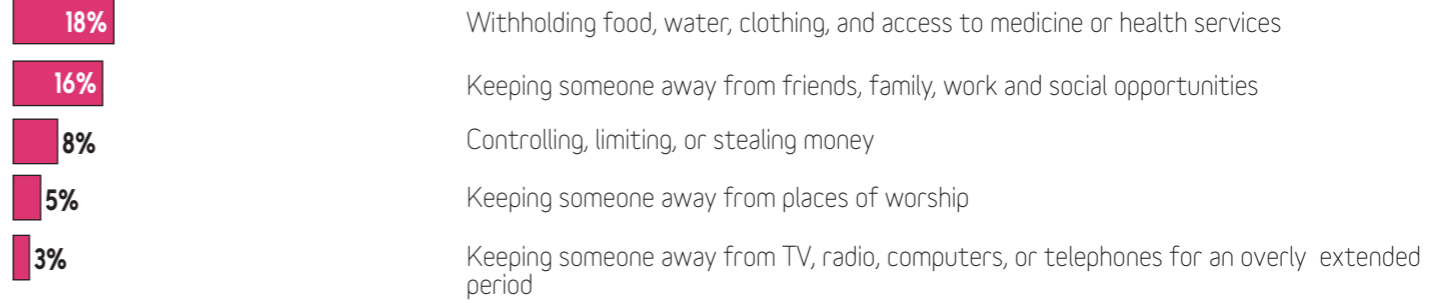 18% Withholding food, water, clothing, and access to medicine or health services
16% Keeping someone away from friends, family, work and social opportunities
8% Controlling, limiting, or stealing money
5% Keeping someone away from places of worship
3% Keeping someone away from TV, radio, computers, or telephones for an overly extended
period